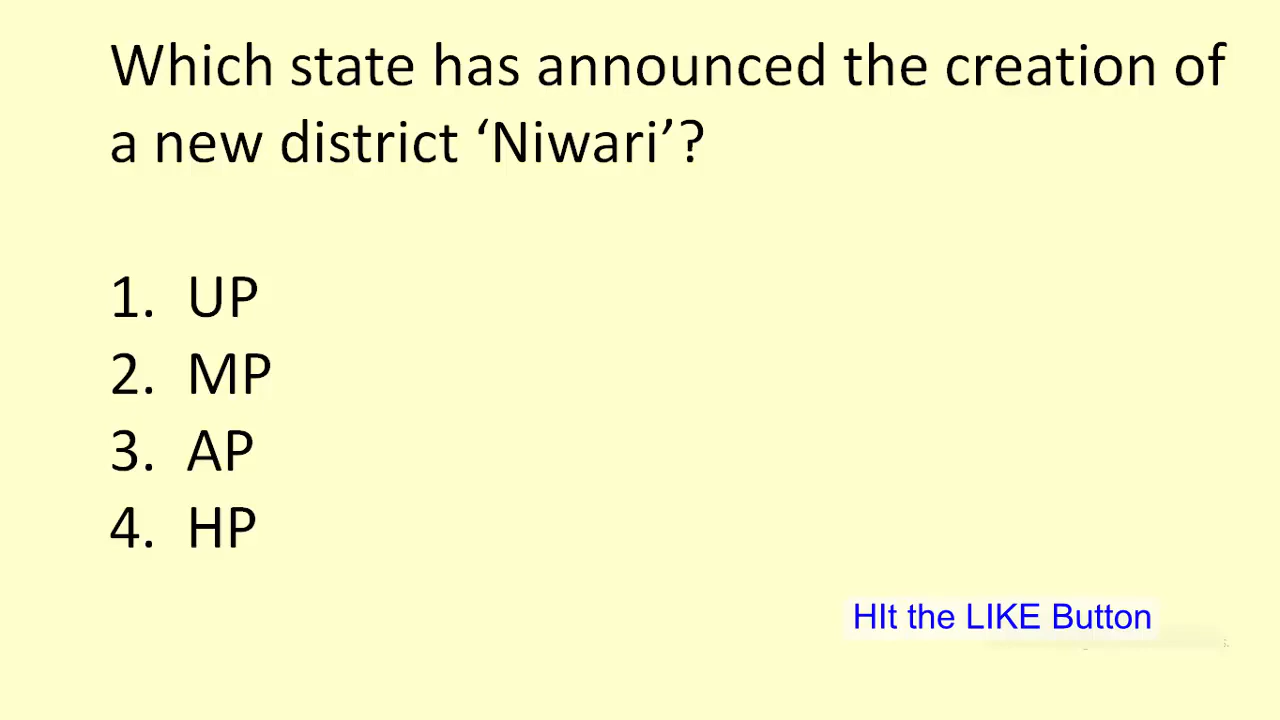 Which state has announced the creation of
a new district ‘Niwari’?
1. UP
2. MP
3. AP
4. HP
HIt the LIKE Button